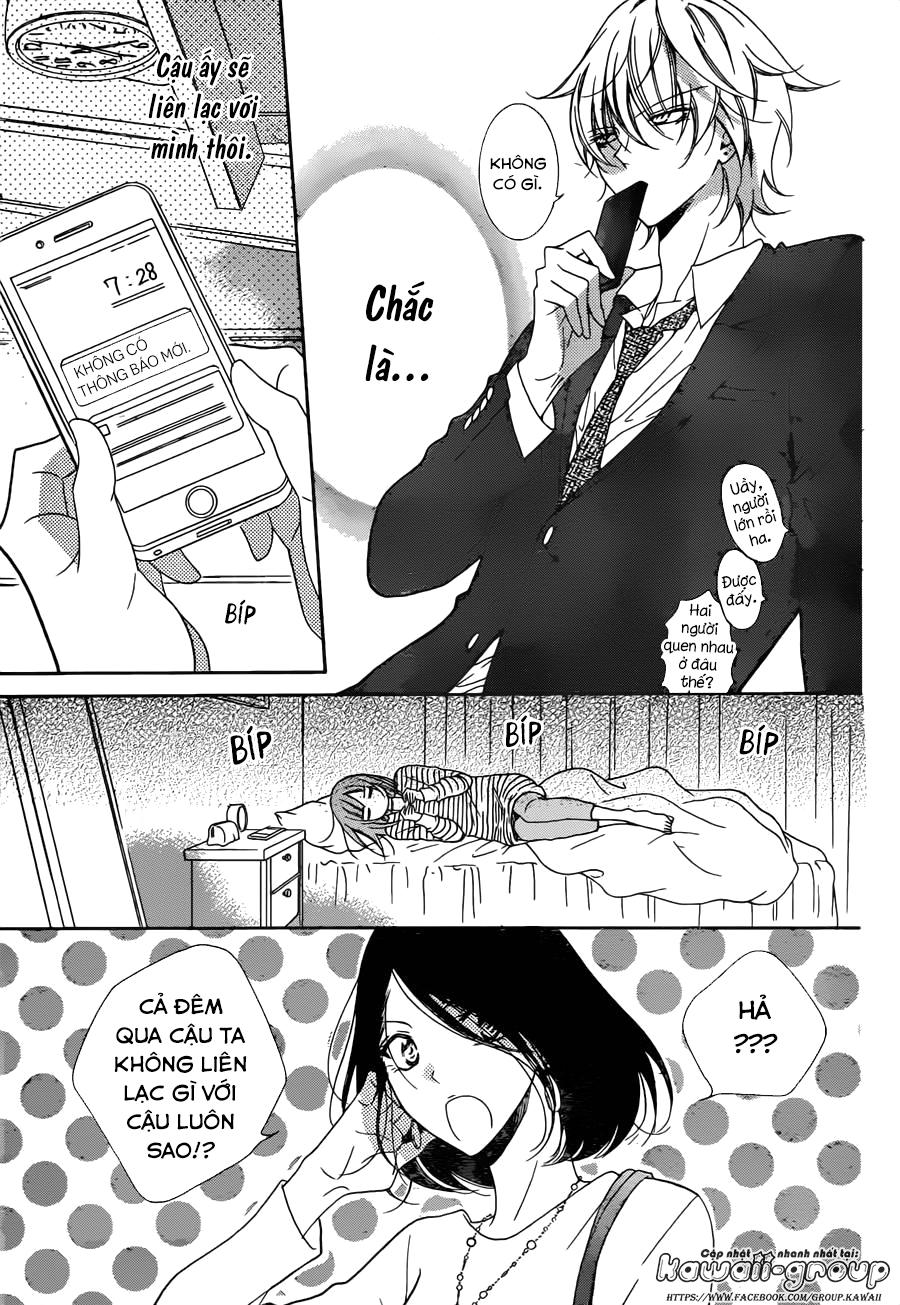 KHÔNG
CÓ GÌ.
Uầy,
người
lớn rồi
ha.
Được
đấy.
Hai
người
quen nhau
ở đâu
thế?
Chắc
là...
Cậu ấy sẽ
liên lạc với
mình thôi.
7:28
KHÔNG CÓ
THÔNG BÁO MỚI.
BÍP
BÍP
BÍP
BÍP
HẢ
???
CẢ ĐÊM
QUA CẬU TA
KHÔNG LIÊN
LẠC GÌ VỚI
CẬU LUÔN
SAO!?
Cập nhật nhanh nhất tại:
kawaii-group
HTTPS://WWW.FACEBOOK.COM/GROUP.KAWAII